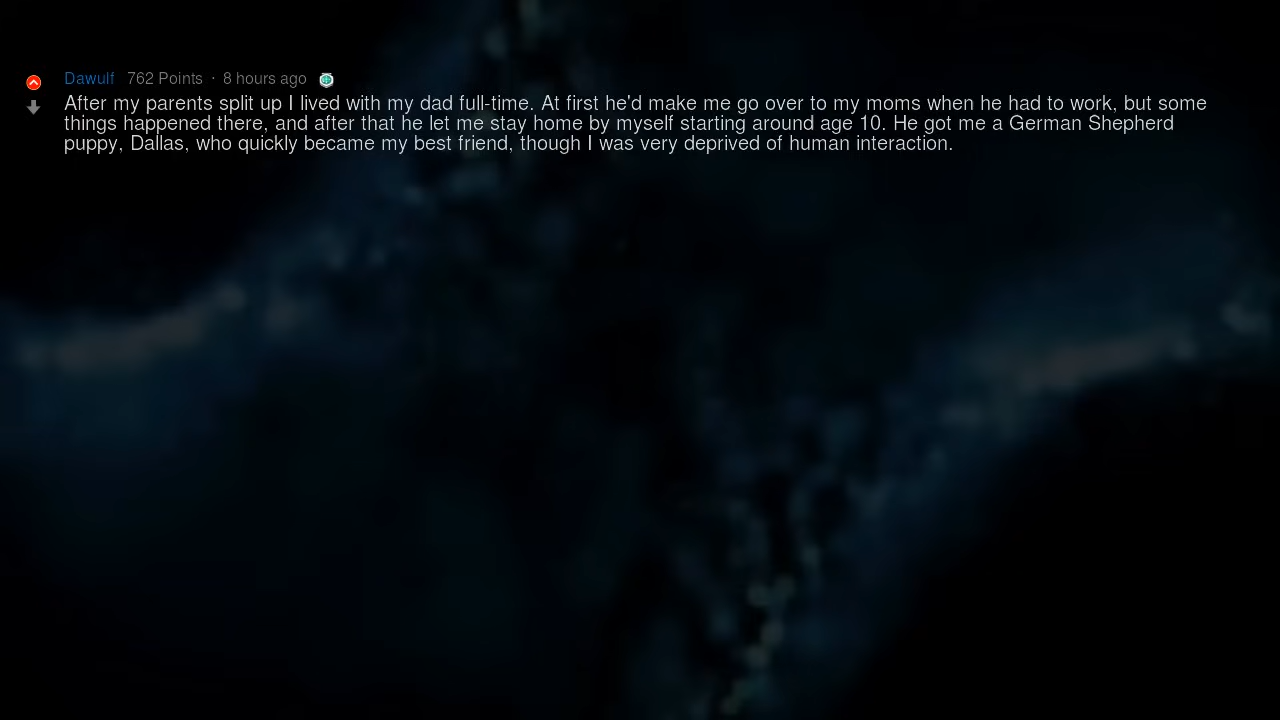 Dawulf 762 Points · 8 hours ago
After my parents split up I lived with my dad full-time. At first he'd make me go over to my moms when he had to work, but some
things happened there, and after that he let me stay home by myself starting around age 10. He got me a German Shepherd
puppy, Dallas, who quickly became my best friend, though I was very deprived of human interaction.